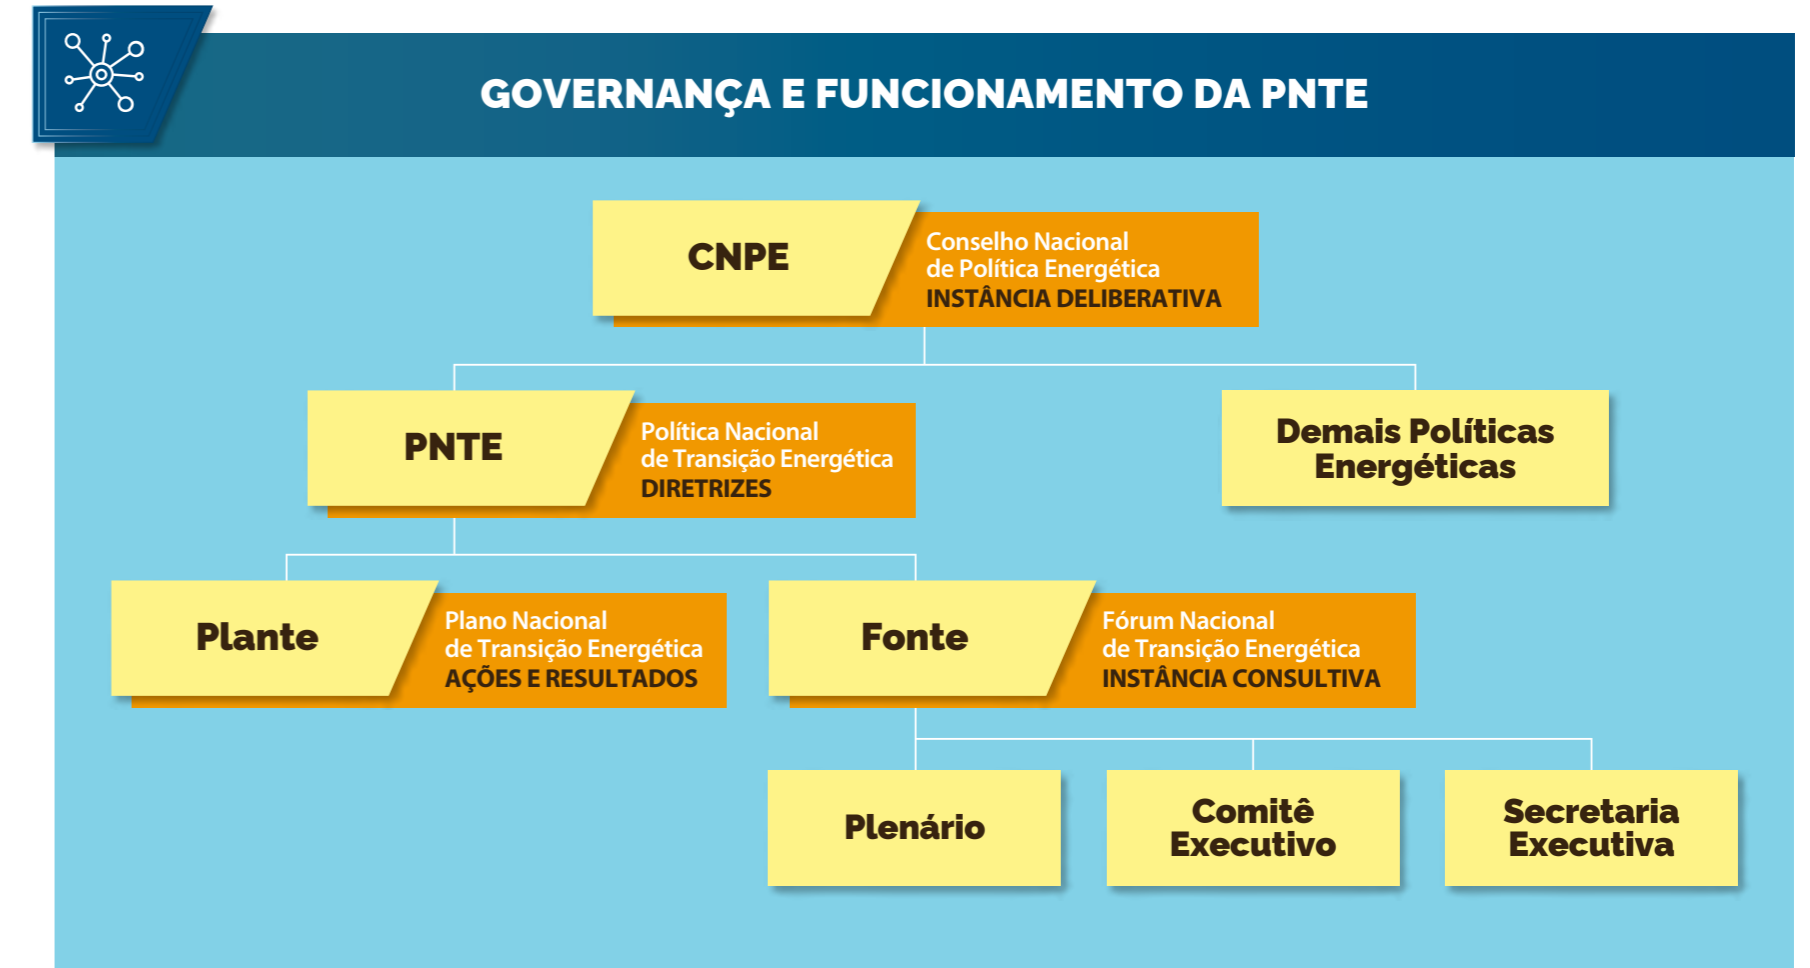 GOVERNANÇA E FUNCIONAMENTO DA PNTE
CNPE
Conselho Nacional
de Política Energética
INSTÂNCIA DELIBERATIVA
PNTE
Política Nacional
de Transição Energética
DIRETRIZES
Demais Políticas
Energéticas
Plante
Plano Nacional
de Transição Energética
AÇÕES E RESULTADOS
Fonte
Fórum Nacional
de Transição Energética
INSTÂNCIA CONSULTIVA
Plenário
Comitê
Executivo
Secretaria
Executiva